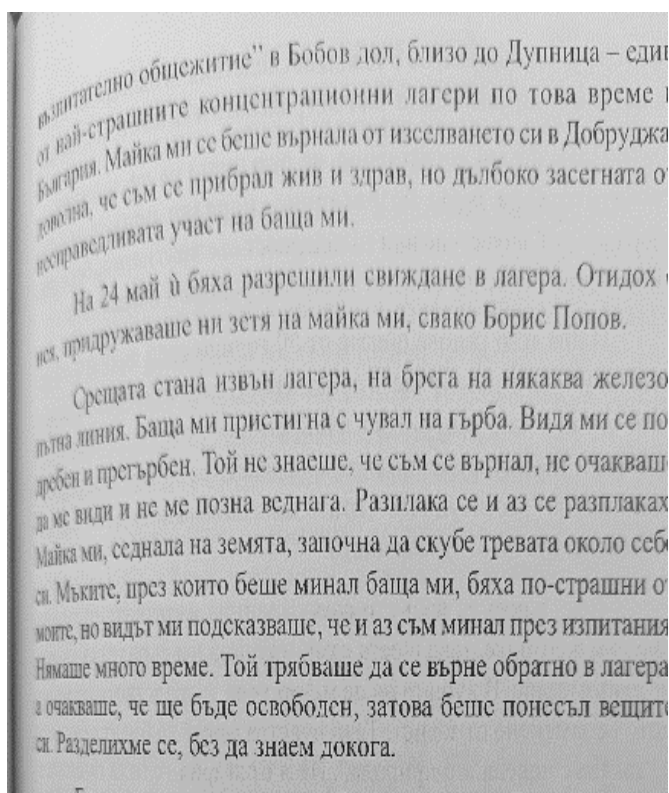 възпитателно общежитие” в Бобов дол, близо до Дупница – един
от най-страшните концентрационни лагери по това време
България. Майка ми се беше върнала от изселването си в Добруджа
доволна, че съм се прибрал жив и здрав, но дълбоко засегната от
несправедливата участ на баща ми.
На 24 май ѝ бяха разрешили свиждане в лагера. Отидох
нея, придружаваше ни зетя на майка ми, свако Борис Попов.
Срещата стана извън лагера, на брега на някаква железо-
пътна линия. Баща ми пристигна с чувал на гърба. Видя ми се по-
дребен и прегърбен. Той не знаеше, че съм се върнал, не очакваше
да ме види и не ме позна веднага. Разплака се и аз се разплаках.
Майка ми, седнала на земята, започна да скубе тревата около себе
си. Мъките, през които беше минал баща ми, бяха по-страшни от
моите, но видът ми подсказваше, че и аз съм минал през изпитания.
Нямаше много време. Той трябваше да се върне обратно в лагера,
а очакваше, че ще бъде освободен, затова беше понесъл вещите
си. Разделихме се, без да знаем докога.